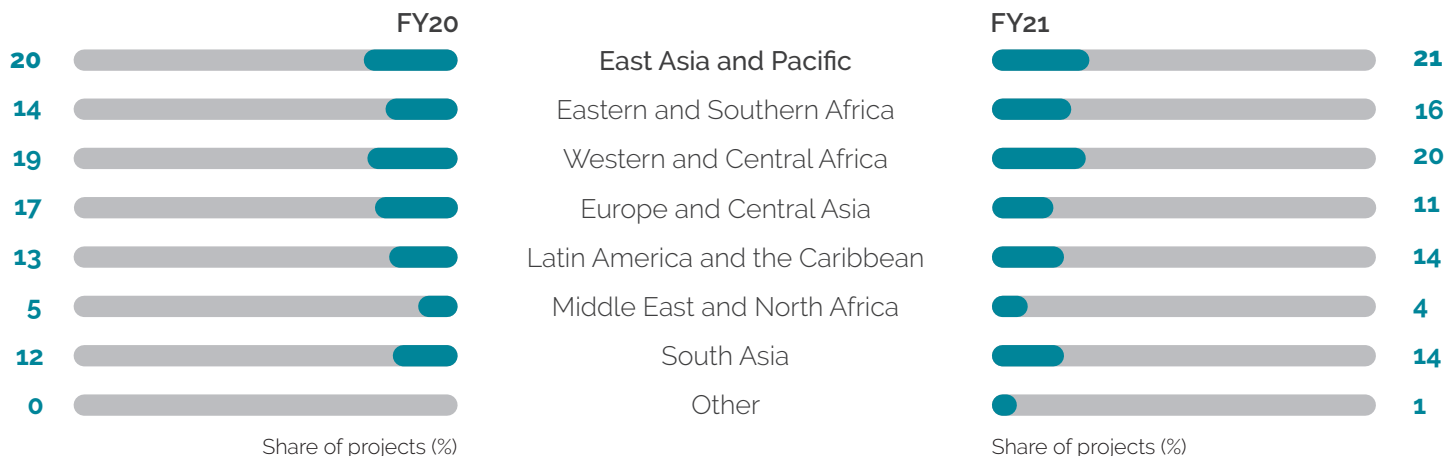 FY20 FY21
20 East Asia and Pacific 21
14 Eastern and Southern Africa 16
19 Western and Central Africa 20
17 Europe and Central Asia 11
13 Latin America and the Caribbean 14
5 Middle East and North Africa 4
12 South Asia 14
0 Other 1
Share of projects (%) Share of projects (%)